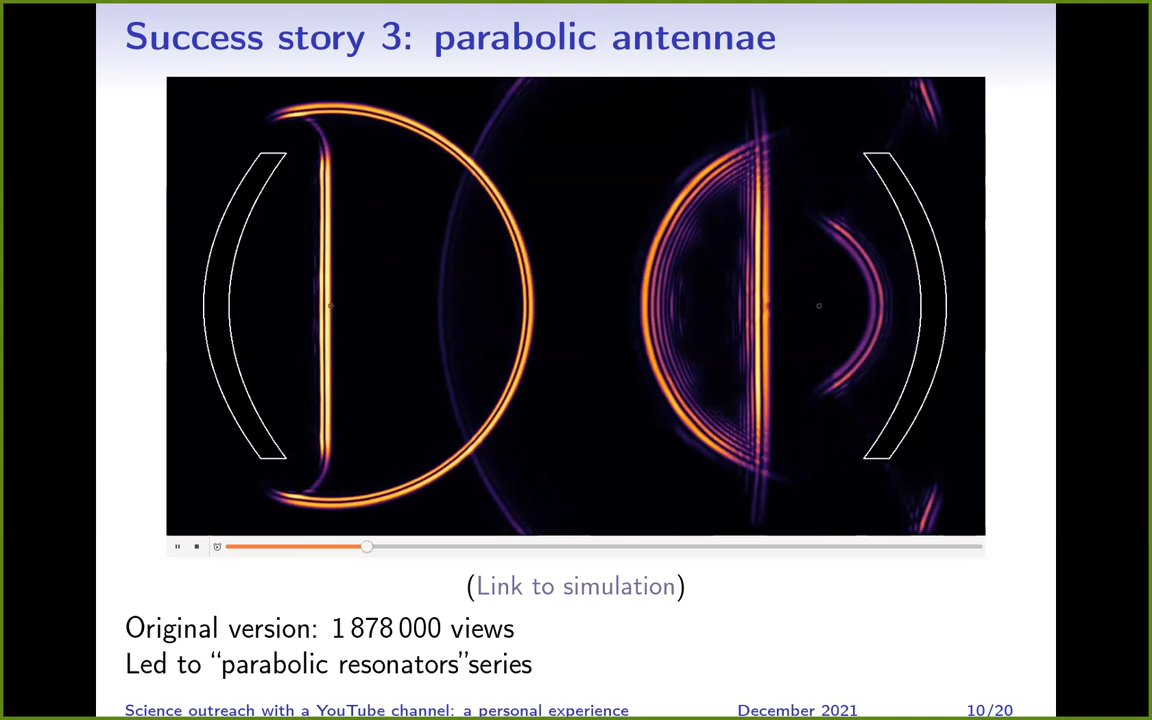 Success story 3: parabolic antennae
(Link to simulation)
Original version: 1 878 000 views
Led to “parabolic resonators”series
Science outreach with a YouTube channel: a personal experience December 2021 10/20